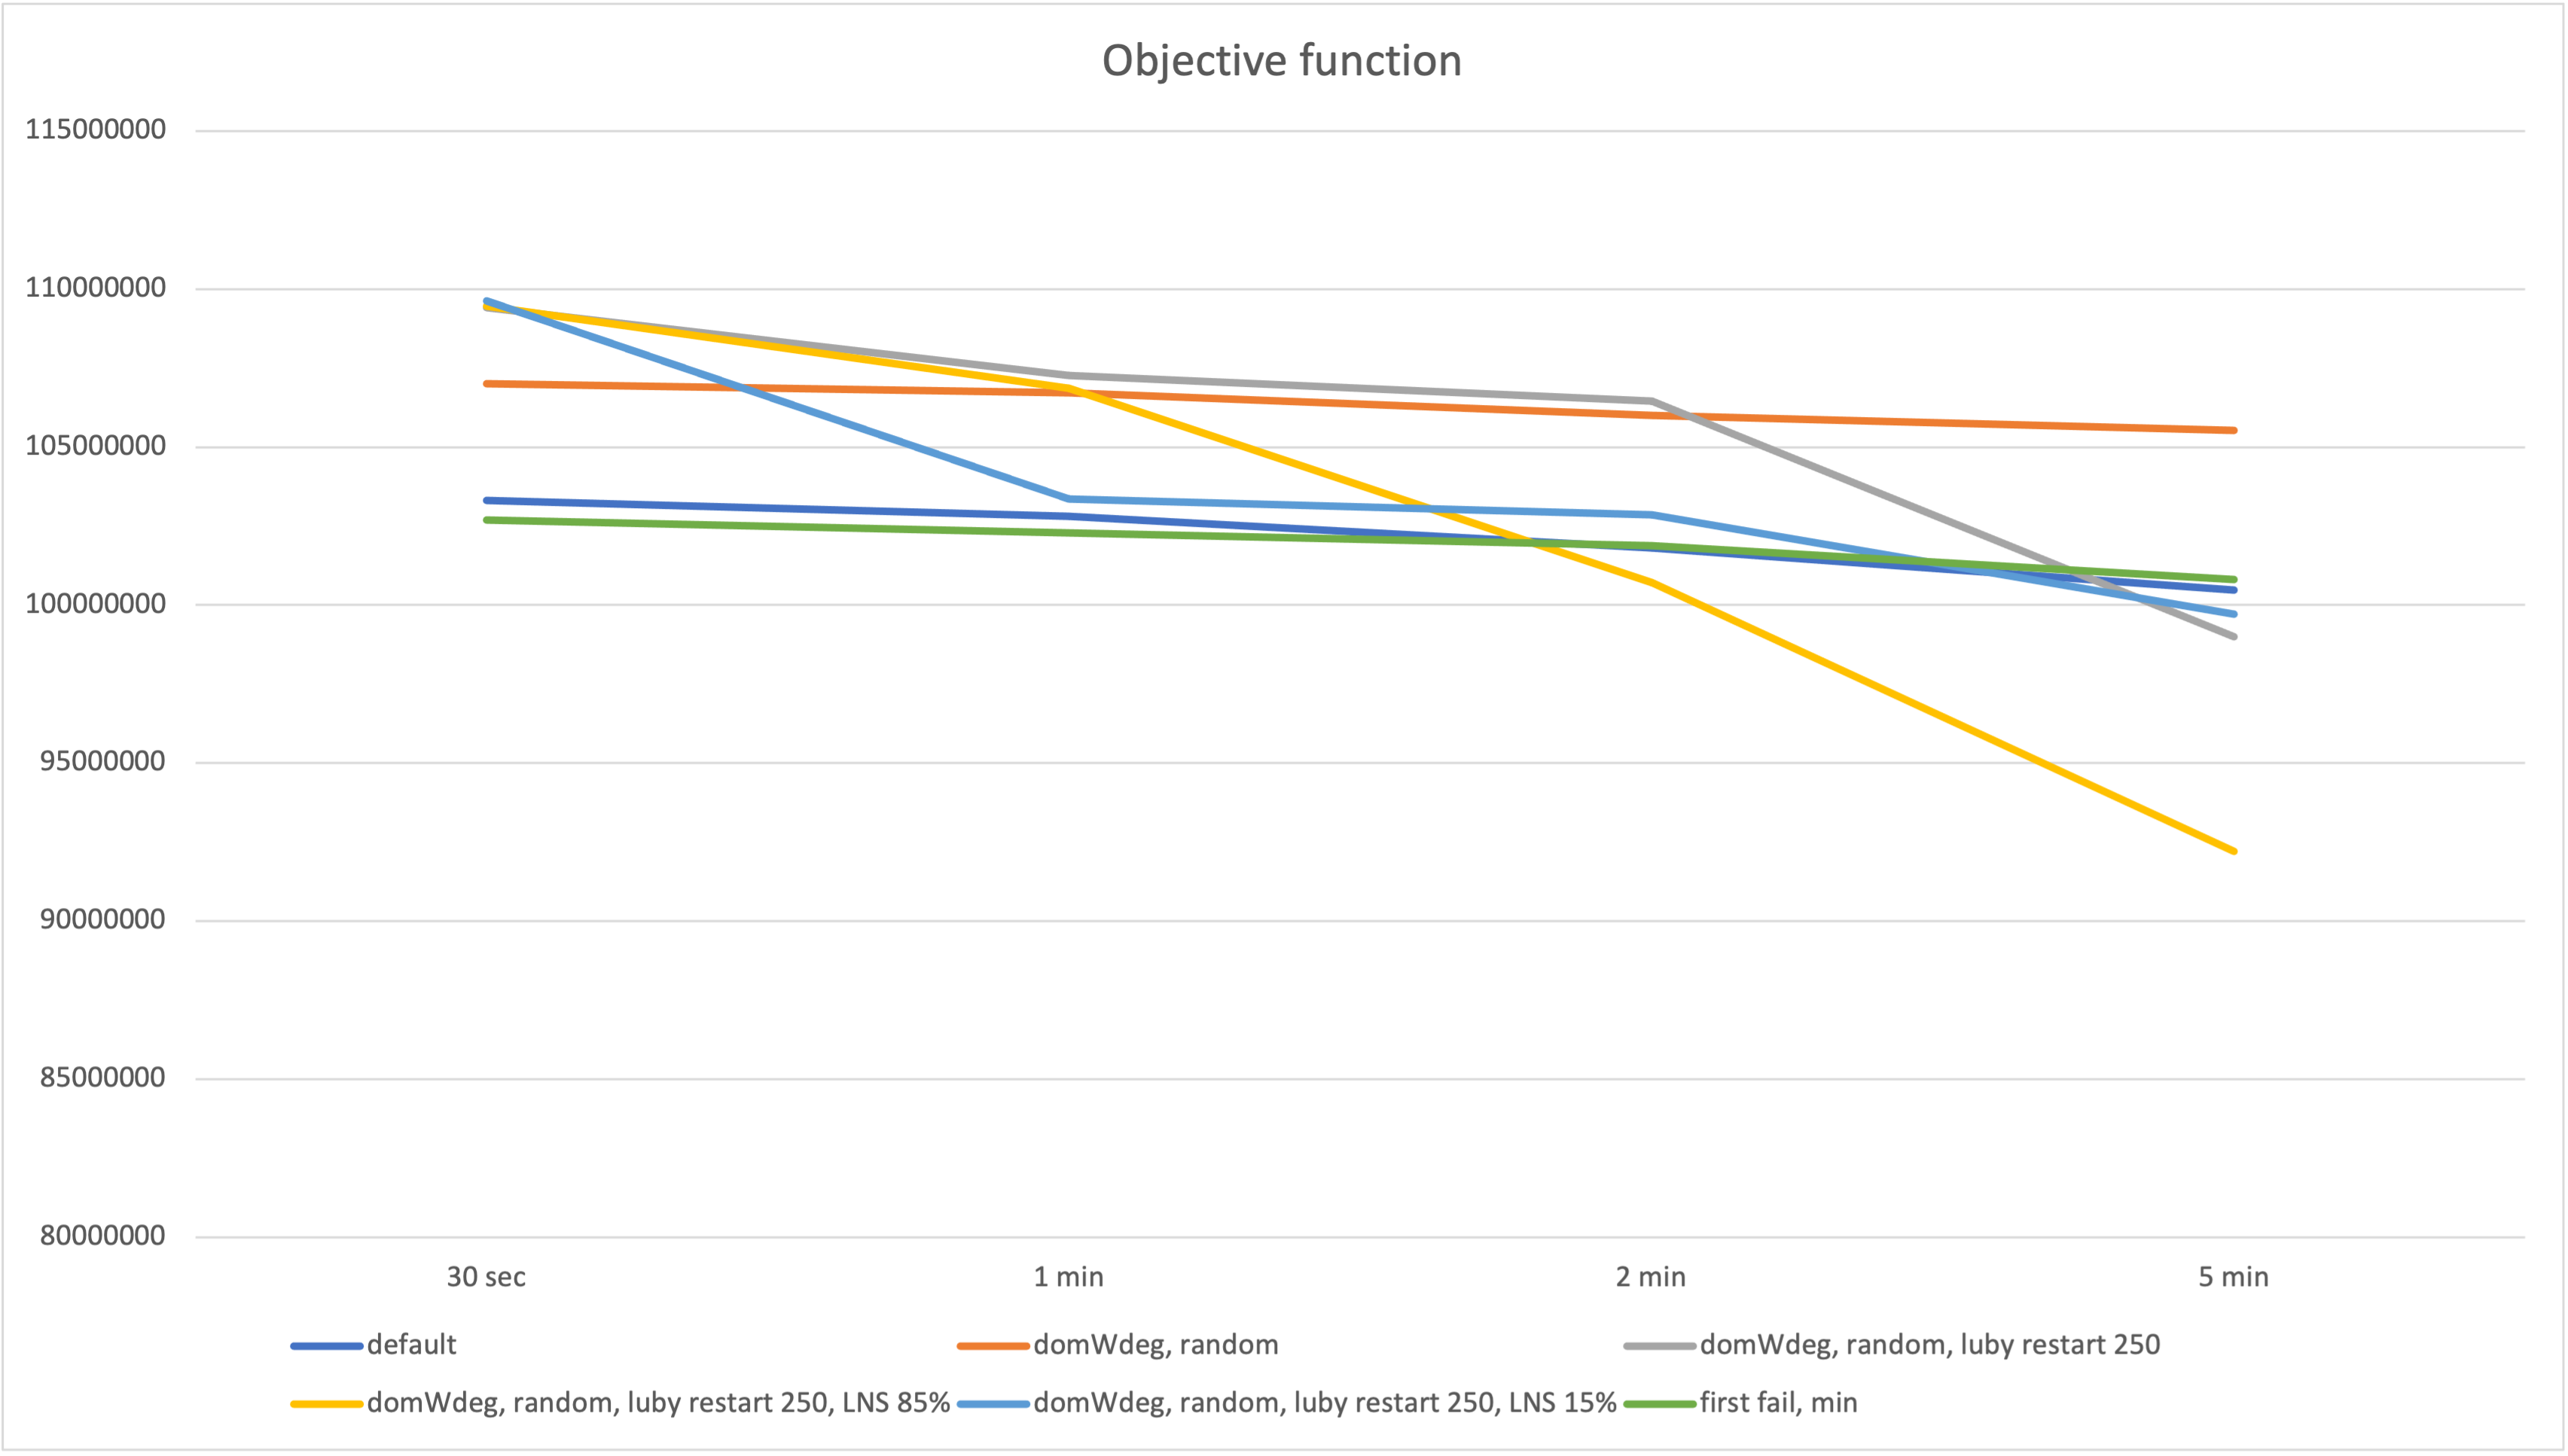 Objective function
115000000
110000000
105000000
100000000
95000000
90000000
85000000
80000000
30 sec 1 min 2 min 5 min
default domWdeg, random domWdeg, random, luby restart 250
domWdeg, random, luby restart 250, LNS 85% domWdeg, random, luby restart 250, LNS 15% first fail, min